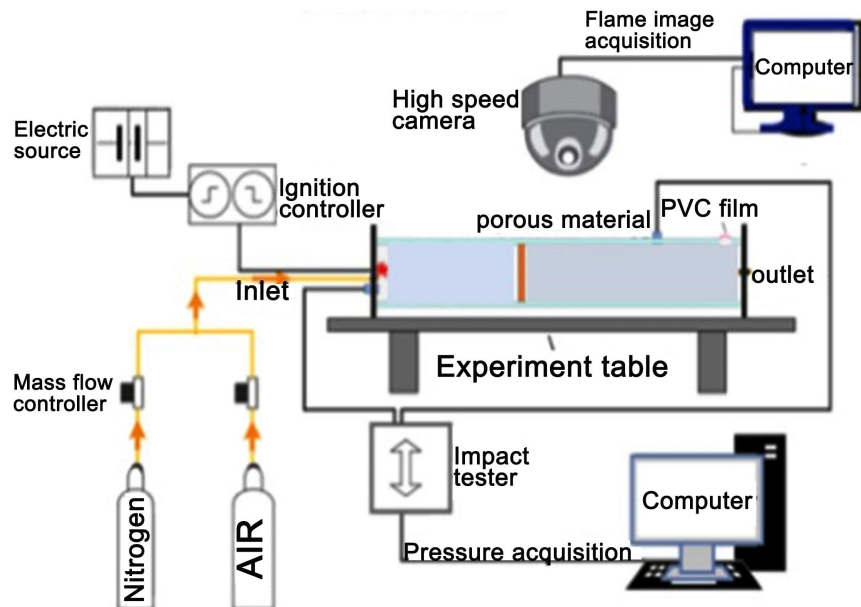 Flame image
acquisition
Computer
High speed
camera
Electric
source
Ignition
controller
porous material
PVC film
Inlet
outlet
Experiment table
Mass flow
controller
Impact
tester
Nitrogen
AIR
Computer
Pressure acquisition